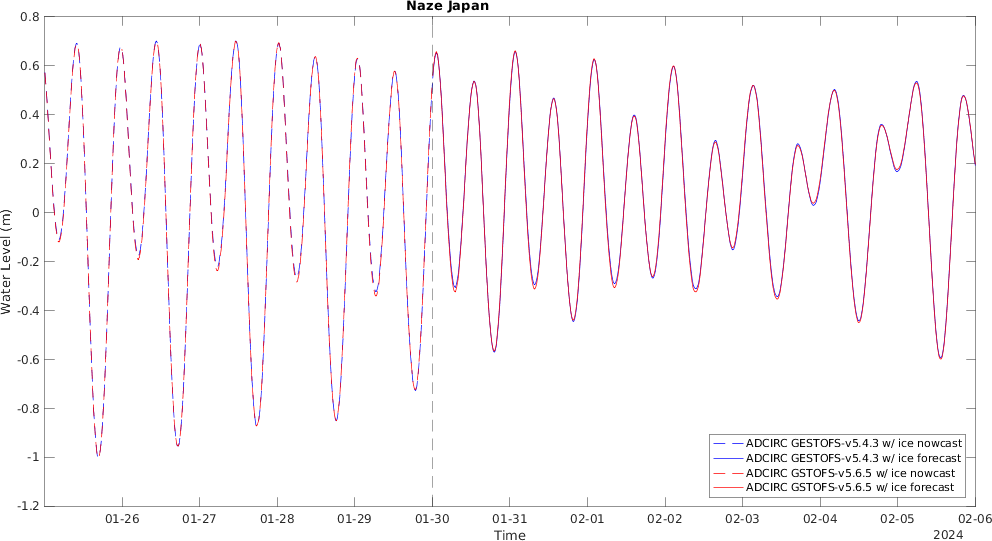 Naze Japan
Water Level (m)
0.8
0.6
0.4
0.2
0
-0.2
-0.4
-0.6
-0.8
-1
-1.2
ADCIRC GESTOFS-v5.4.3 w/ ice nowcast
ADCIRC GESTOFS-v5.4.3 w/ ice forecast
ADCIRC GSTOFS-v5.6.5 w/ ice nowcast
ADCIRC GSTOFS-v5.6.5 w/ ice forecast
01-26 01-27 01-28 01-29 01-30 01-31 02-01 02-02 02-03 02-04 02-05 02-06
Time
2024